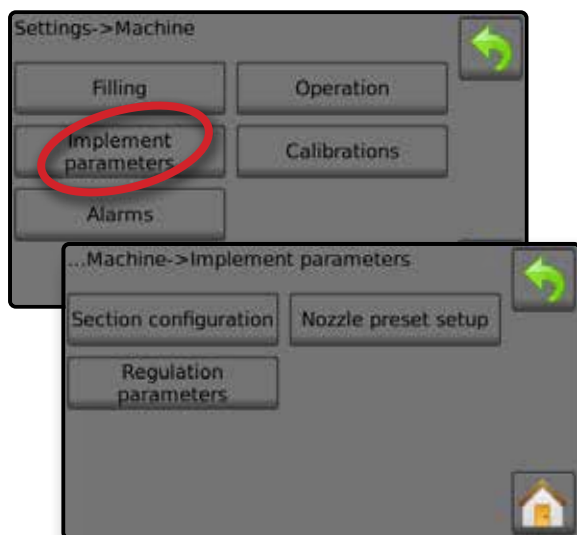 Settings->Machine
Filling
Operation
Implement
parameters
Calibrations
Alarms
...Machine->Implement parameters
Section configuration
Nozzle preset setup
Regulation
parameters